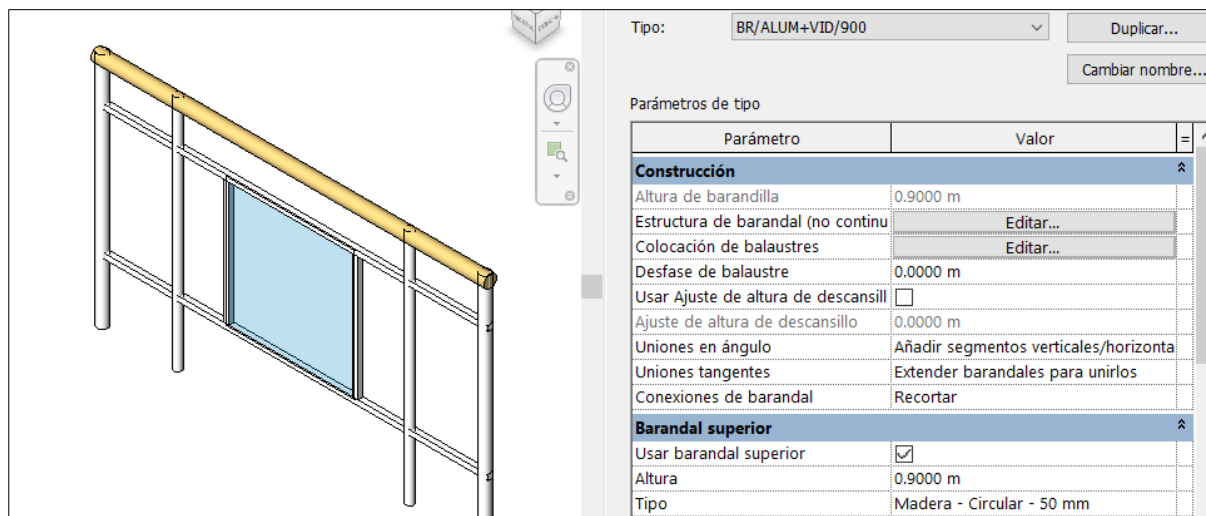 Tipo: BR/ALUM+VID/900 Duplicar...
Cambiar nombre...
Parámetros de tipo
Parámetro Valor =
Construcción
Altura de barandilla 0.9000 m
Estructura de barandal (no continu Editar...
Colocación de balaustres Editar...
Desfase de balaustre 0.0000 m
Usar Ajuste de altura de descansill
Ajuste de altura de descansillo 0.0000 m
Uniones en ángulo Añadir segmentos verticales/horizonta
Uniones tangentes Extender barandales para unirlos
Conexiones de barandal Recortar
Barandal superior
Usar barandal superior
Altura 0.9000 m
Tipo Madera - Circular - 50 mm